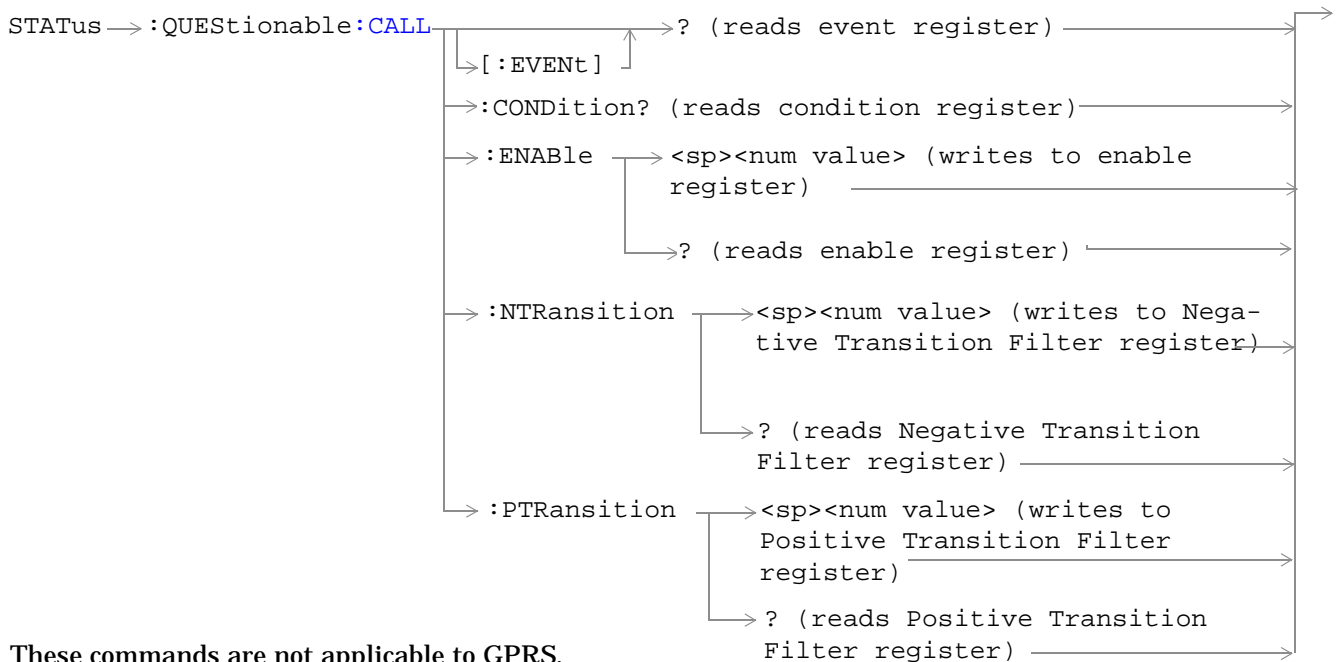 STATus :QUEStionable:CALL ? (reads event register)
[:EVENt]
:CONDition? (reads condition register)
:ENABle <sp><num value> (writes to enable
register)
? (reads enable register)
:NTRansition <sp><num value> (writes to Nega-
tive Transition Filter register)
? (reads Negative Transition
Filter register)
:PTRansition <sp><num value> (writes to
Positive Transition Filter
register)
? (reads Positive Transition
Filter register)
These commands are not applicable to GPRS.